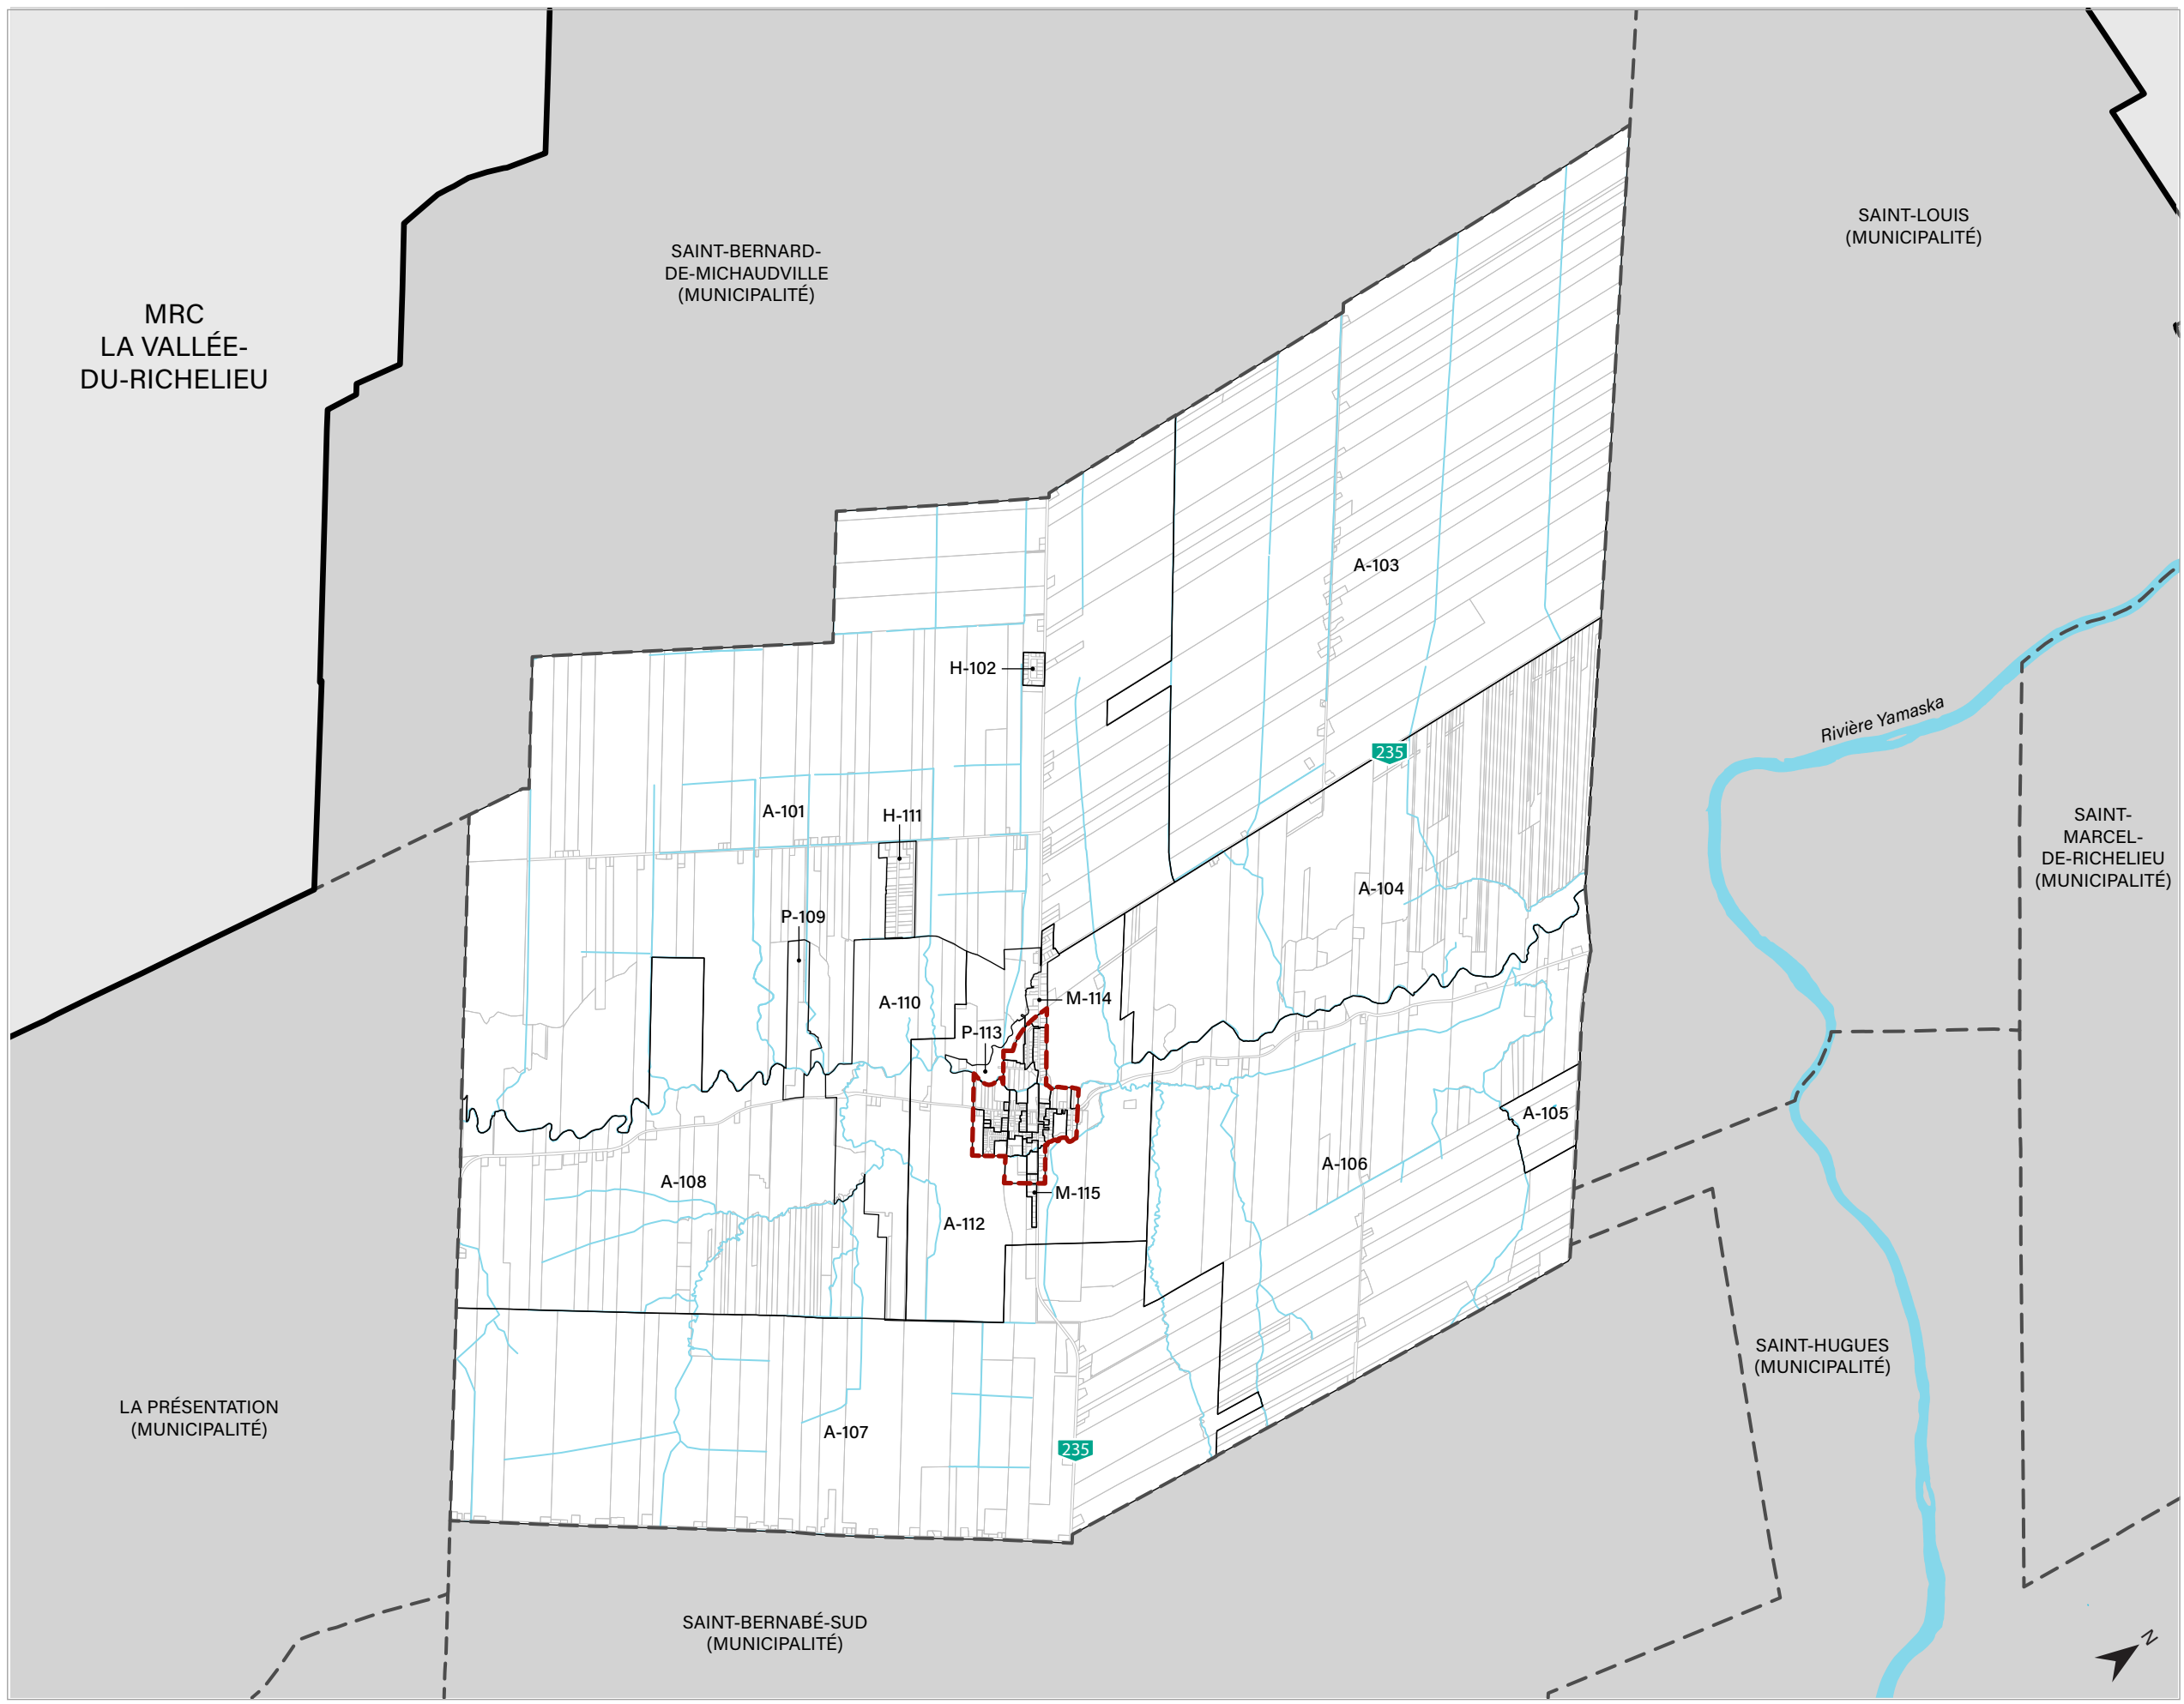 SAINT-LOUIS
(MUNICIPALITÉ)
SAINT-BERNARD-
DE-MICHAUDVILLE
(MUNICIPALITÉ)
MRC
LA VALLÉE-
DU-RICHELIEU
A-103
H-102
Rivière Yamaska
235
A-101
H-111
SAINT-
MARCEL-
DE-RICHELIEU
(MUNICIPALITÉ)
A-104
P-109
A-110
M-114
P-113
A-105
A-106
A-108
M-115
A-112
SAINT-HUGUES
(MUNICIPALITÉ)
LA PRÉSENTATION
(MUNICIPALITÉ)
A-107
235
SAINT-BERNABÉ-SUD
(MUNICIPALITÉ)
N